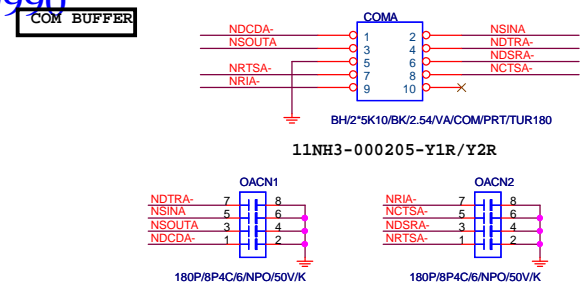 COM BUFFER
COMA
NDCDA- 1 2 NSINA
NSOUTA 3 4 NDTRA-
5 6 NDSRA-
NRTSA- 7 8 NCTSA-
NRIA- 9 10
BH/2*5K10/BK/2.54/VA/COM/PRT/TUR180
11NH3-000205-Y1R/Y2R
OACN1
NDTRA- 7 8
NSINA 5 6
NSOUTA 3 4
NDCDA- 1 2
180P/8P4C/6/NPO/50V/K
OACN2
NRIA- 7 8
NCTSA- 5 6
NDSRA- 3 4
NRTSA- 1 2
180P/8P4C/6/NPO/50V/K